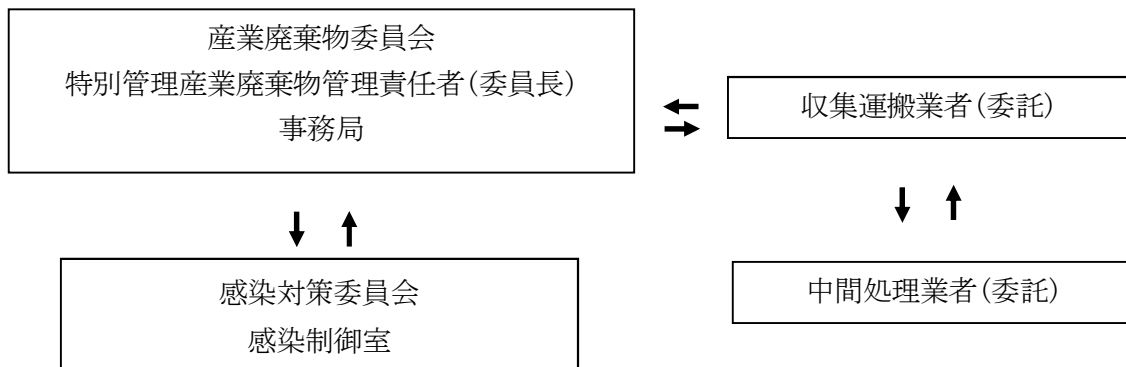 産業廃棄物委員会
特別管理産業廃棄物管理責任者(委員長)
事務局
収集運搬業者(委託)
感染対策委員会
感染制御室
中間処理業者(委託)